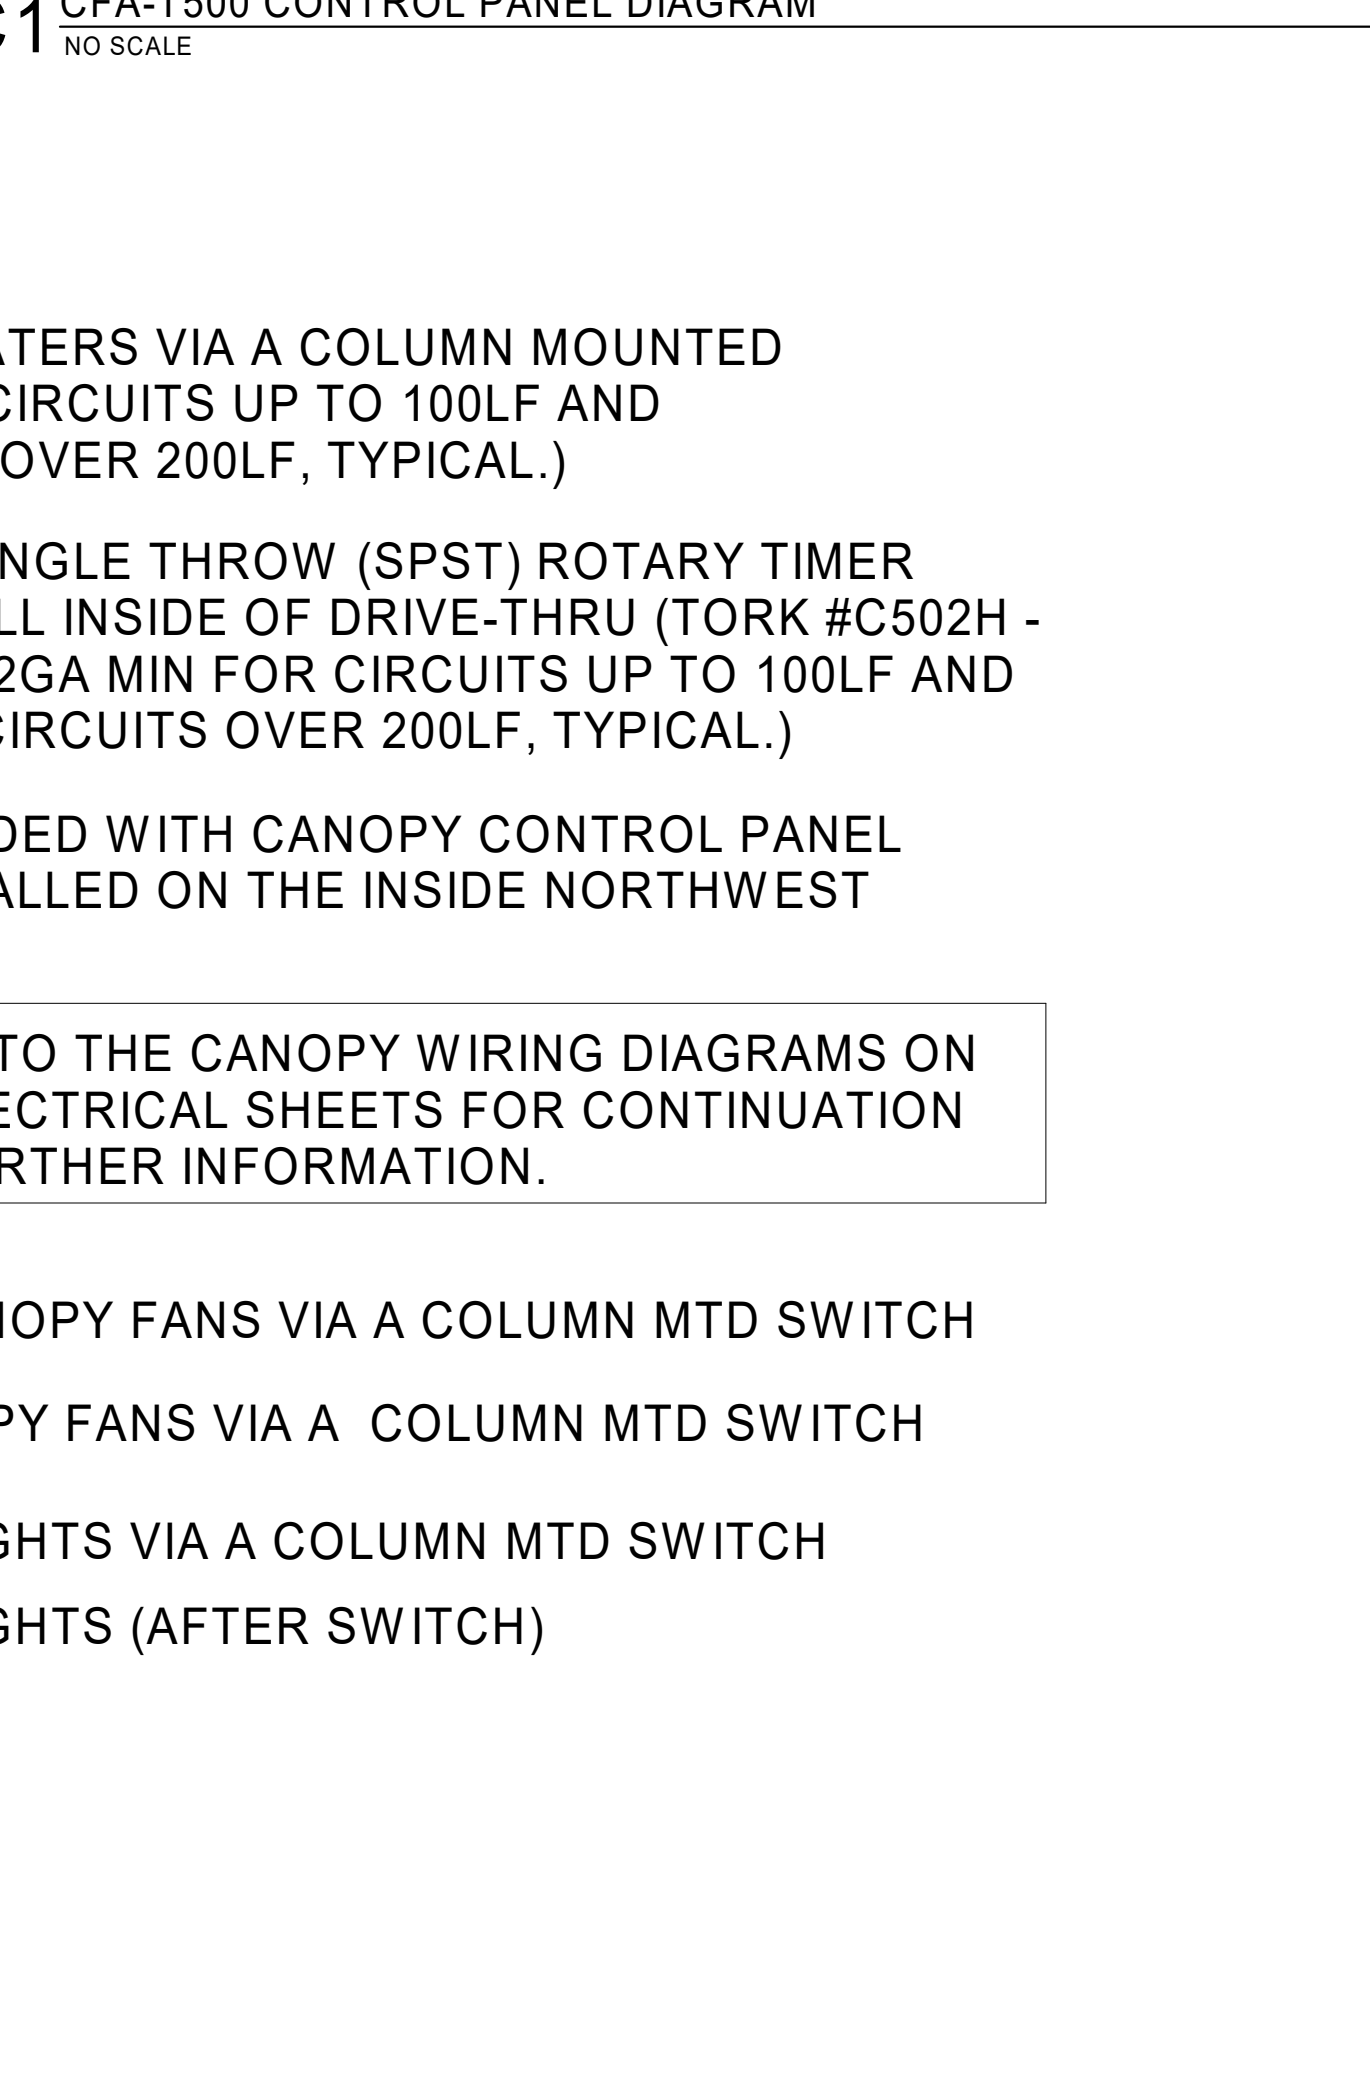 C1 CFA-1500 CONTROL PANEL DIAGRAM
NO SCALE
VIA A COLUMN MOUNTED
CIRCUITS UP TO 100LF AND
OVER 200LF, TYPICAL.)
THROW (SPST) ROTARY TIMER
INSIDE OF DRIVE-THRU (TORK #C502H -
2GA MIN FOR CIRCUITS UP TO 100LF AND
CIRCUITS OVER 200LF, TYPICAL.)
DED WITH CANOPY CONTROL PANEL
ALLED ON THE INSIDE NORTHWEST
TO THE CANOPY WIRING DIAGRAMS ON
ECTRICAL SHEETS FOR CONTINUATION
RTHER INFORMATION.
NOPY FANS VIA A COLUMN MTD SWITCH
PY FANS VIA A COLUMN MTD SWITCH
GHTS VIA A COLUMN MTD SWITCH
GHTS (AFTER SWITCH)